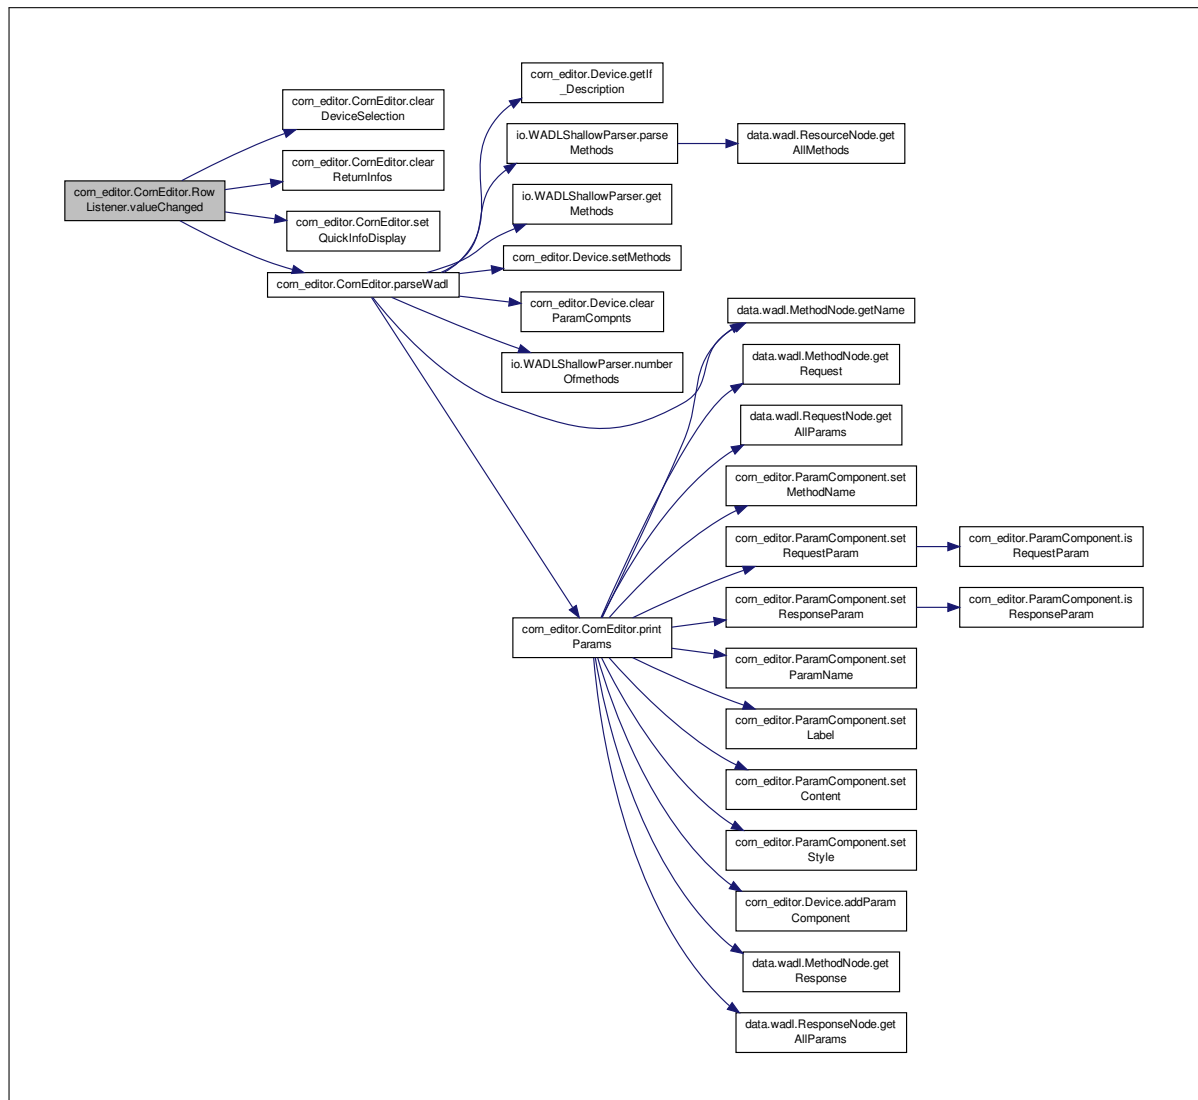 corn_editor.CornEditor.Row
Listener.valueChanged
corn_editor.CornEditor.clear
DeviceSelection
corn_editor.CornEditor.clear
ReturnInfos
corn_editor.CornEditor.set
QuickInfoDisplay
corn_editor.CornEditor.parseWadl
corn_editor.Device.getIf
_Description
io.WADLShallowParser.parse
Methods
io.WADLShallowParser.get
Methods
corn_editor.Device.setMethods
corn_editor.Device.clear
ParamCompnts
io.WADLShallowParser.number
Ofmethods
corn_editor.CornEditor.print
Params
data.wadl.ResourceNode.get
AllMethods
data.wadl.MethodNode.getName
data.wadl.MethodNode.get
Request
data.wadl.RequestNode.get
AllParams
corn_editor.ParamComponent.set
MethodName
corn_editor.ParamComponent.set
RequestParam
corn_editor.ParamComponent.set
ResponseParam
corn_editor.ParamComponent.set
ParamName
corn_editor.ParamComponent.set
Label
corn_editor.ParamComponent.set
Content
corn_editor.ParamComponent.set
Style
corn_editor.Device.addParam
Component
data.wadl.MethodNode.get
Response
data.wadl.ResponseNode.get
AllParams
corn_editor.ParamComponent.is
RequestParam
corn_editor.ParamComponent.is
ResponseParam